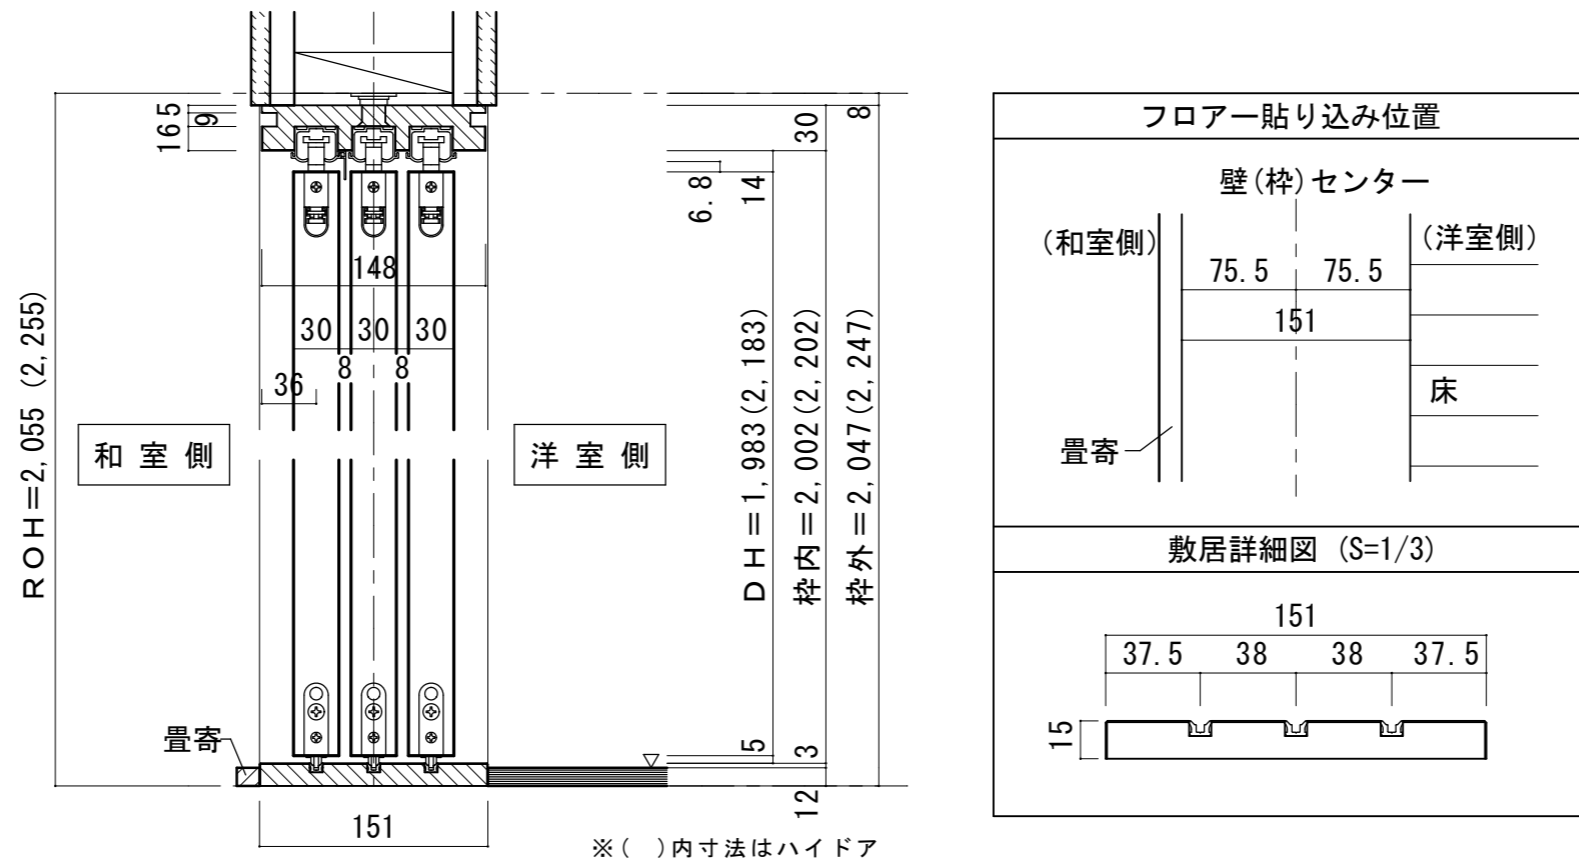 5
9
16
30
8
6.8
14
148
30 30 30
8 8
36
ROH=2,055 (2,255)
和室側
洋室側
DH=1,983(2,183)
枠内=2,002(2,202)
枠外=2,047(2,247)
畳寄
5
3
12
151
※( )内寸法はハイドア
フロアー貼り込み位置
壁(枠)センター
(和室側)
(洋室側)
75.5 75.5
151
床
畳寄
敷居詳細図 (S=1/3)
151
37.5 38 38 37.5
15